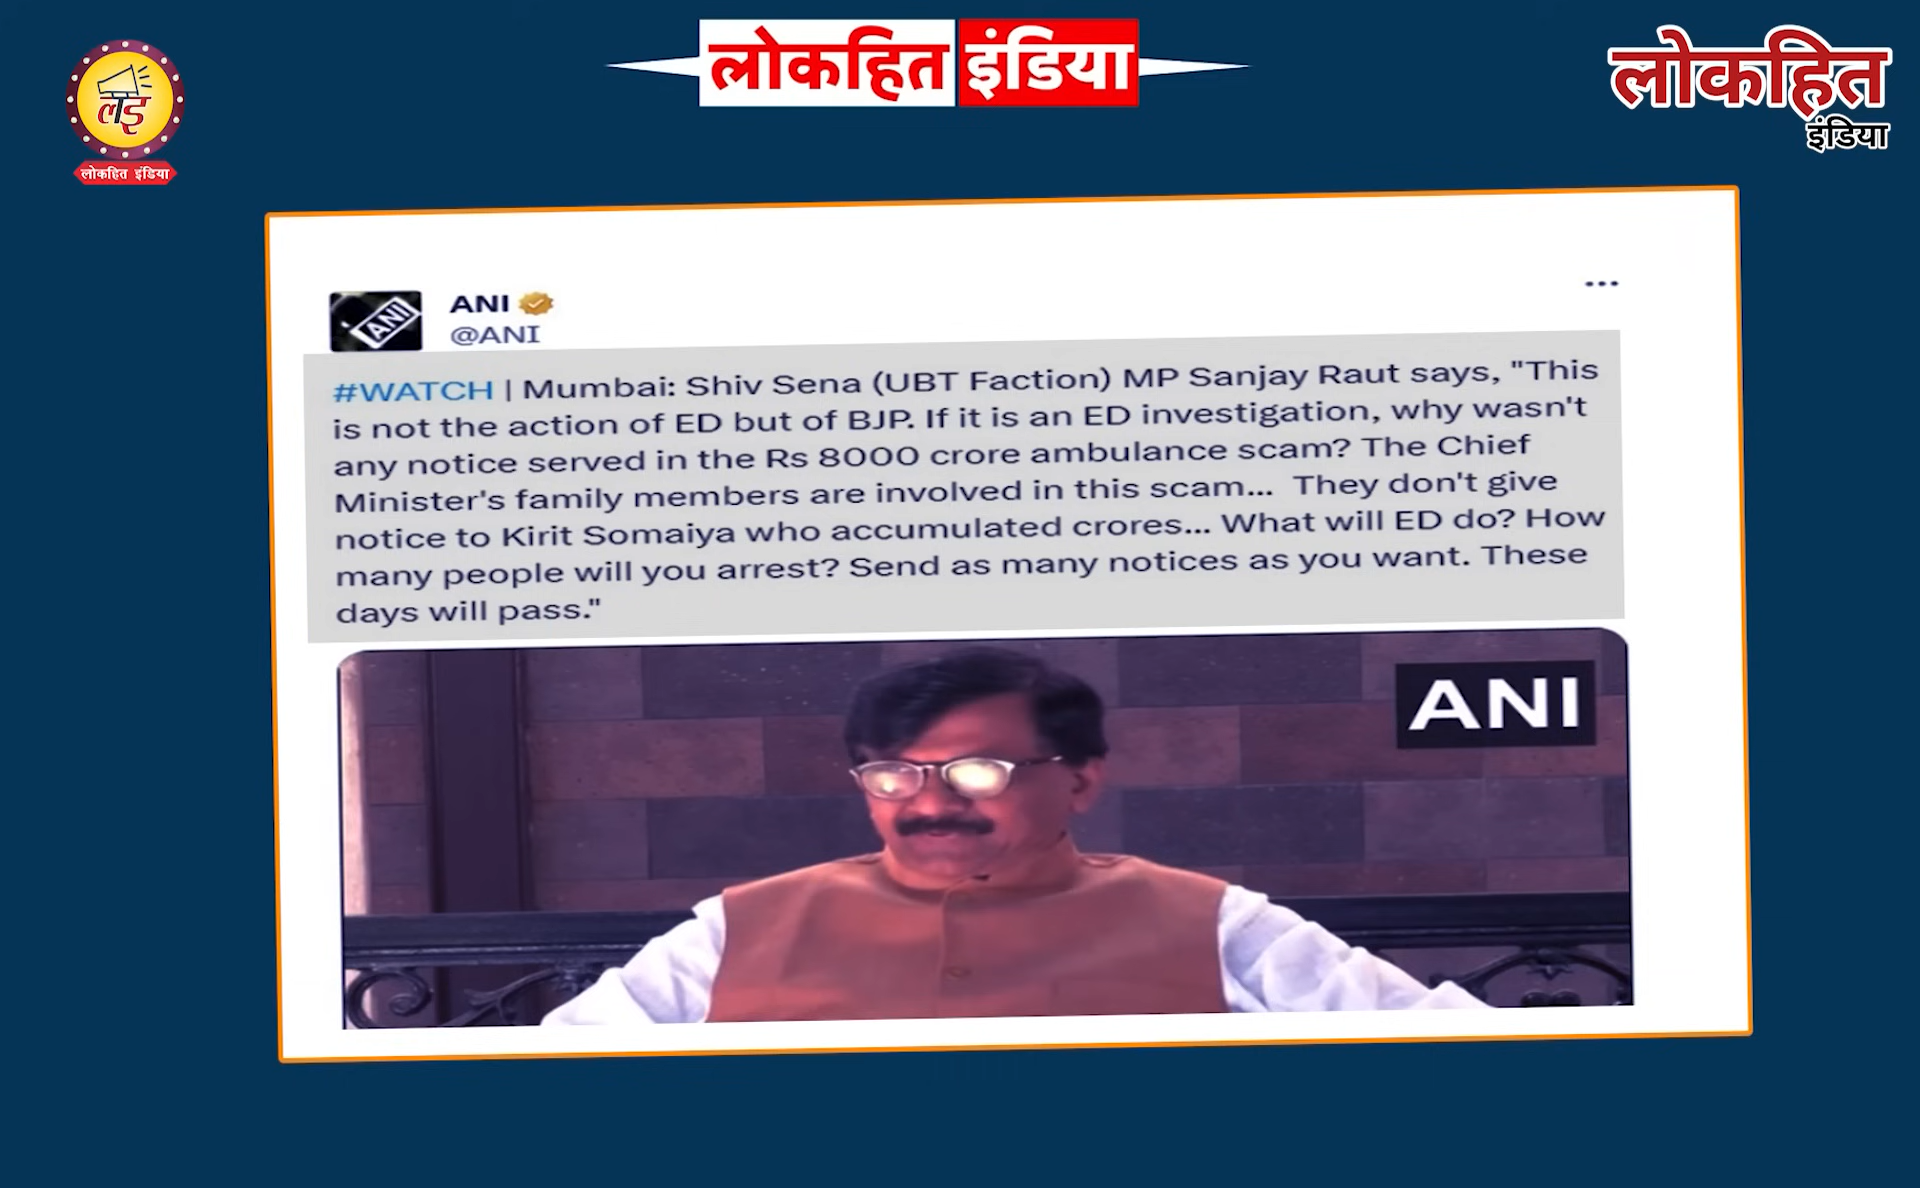 लोकहित इंडिया
लइ
लोकहित इंडिया
लोकहित
इंडिया
ANI
ANI
@ANI
#WATCH | Mumbai: Shiv Sena (UBT Faction) MP Sanjay Raut says, "This
is not the action of ED but of BJP. If it is an ED investigation, why wasn't
any notice served in the Rs 8000 crore ambulance scam? The Chief
Minister's family members are involved in this scam... They don't give
notice to Kirit Somaiya who accumulated crores... What will ED do? How
many people will you arrest? Send as many notices as you want. These
days will pass."
ANI